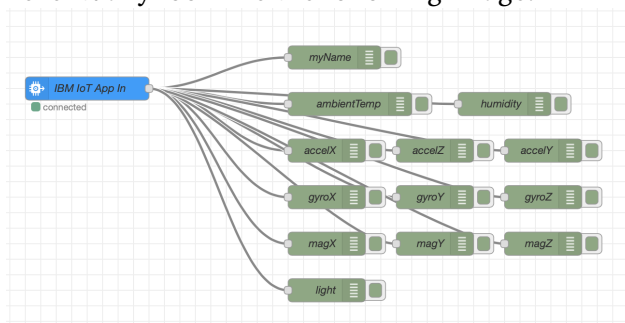 myName
IBM IoT App In
connected
ambientTemp humidity
accelX accelZ accelY
gyroX gyroY gyroZ
magX magY magZ
light